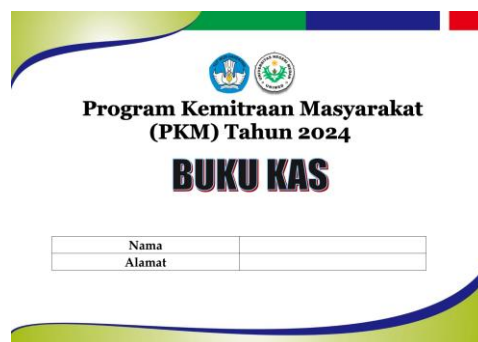 Program Kemitraan Masyarakat
(PKM) Tahun 2024
BUKU KAS
Nama
Alamat